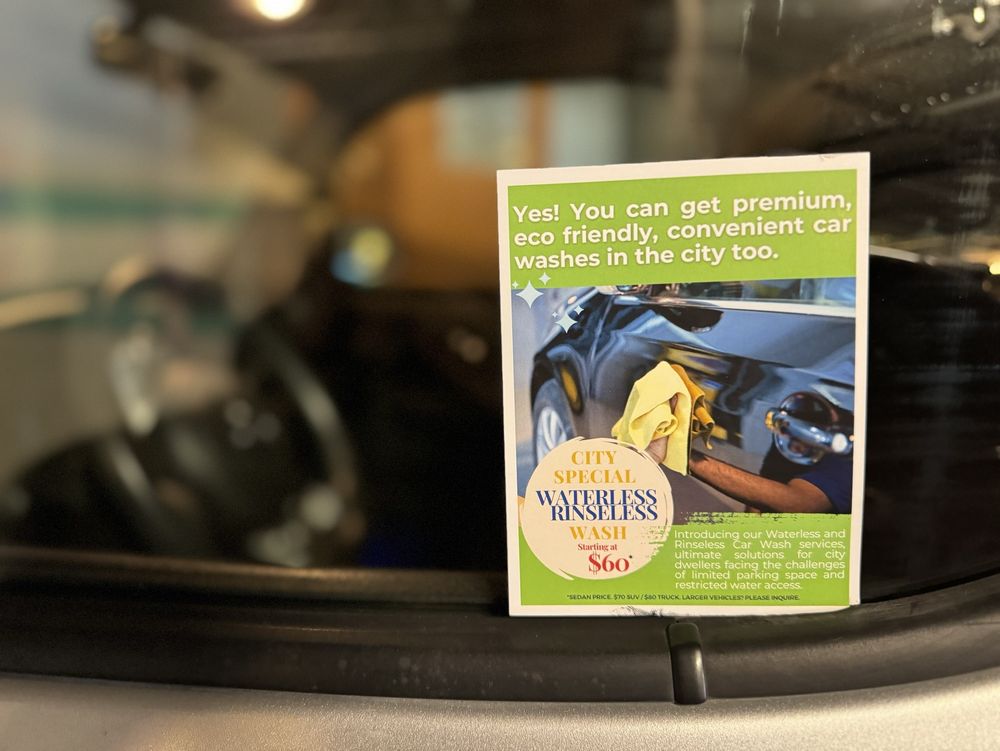 Yes! You can get premium,
eco friendly, convenient car
washes in the city too.
CITY
SPECIAL
WATERLESS
RINSELESS
WASH
Starting at
$60*
Introducing our Waterless and
Rinseless Car Wash services,
ultimate solutions for city
dwellers facing the challenges
of limited parking space and
restricted water access.
*SEDAN PRICE. $70 SUV / $80 TRUCK. LARGER VEHICLES? PLEASE INQUIRE.